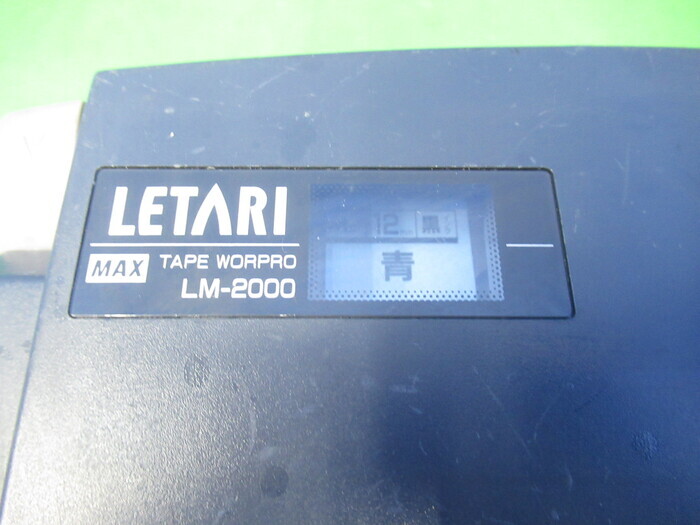 LETARI
MAX TAPE WORPRO
LM-2000
12 黒
青